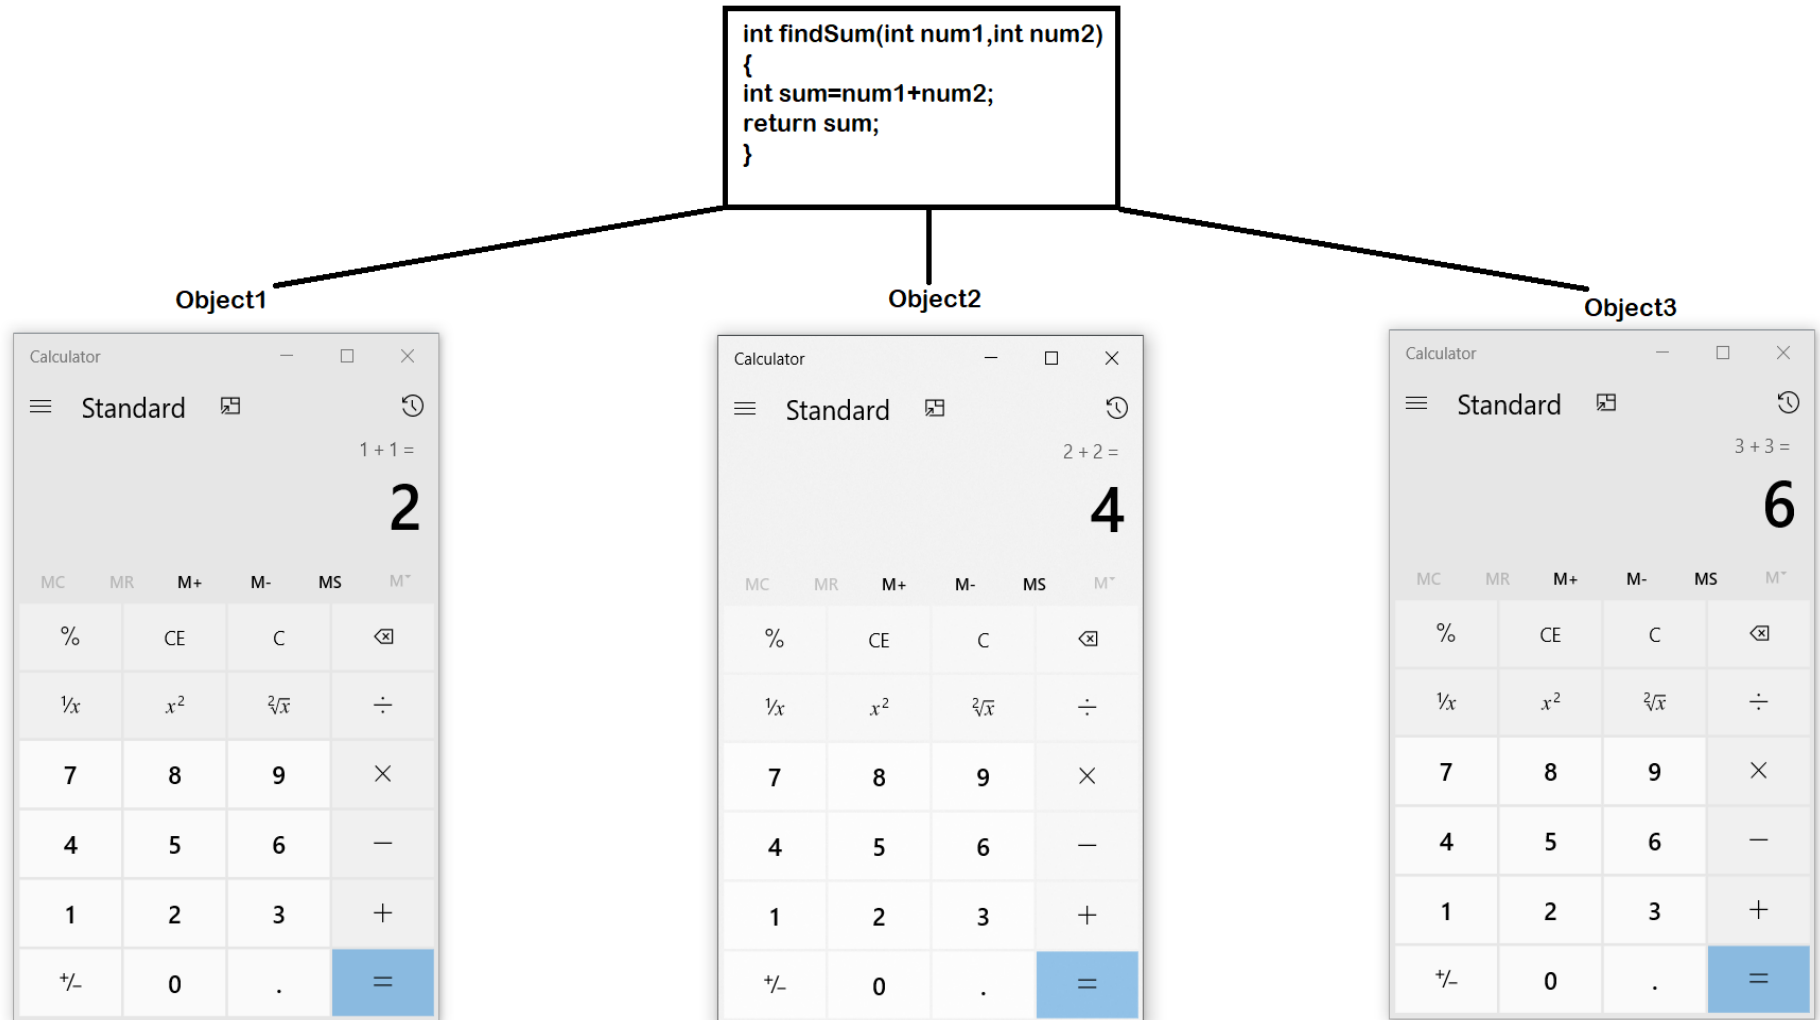 int findSum(int num1,int num2)
{
int sum=num1+num2;
return sum;
}
Object1
Calculator
Standard
1 + 1 =
2
MC MR M+ M- MS M˅
% CE C
¹/x x² ²√x ÷
7 8 9 ×
4 5 6 −
1 2 3 +
+/− 0 . =
Object2
Calculator
Standard
2 + 2 =
4
MC MR M+ M- MS M˅
% CE C
¹/x x² ²√x ÷
7 8 9 ×
4 5 6 −
1 2 3 +
+/− 0 . =
Object3
Calculator
Standard
3 + 3 =
6
MC MR M+ M- MS M˅
% CE C
¹/x x² ²√x ÷
7 8 9 ×
4 5 6 −
1 2 3 +
+/− 0 . =